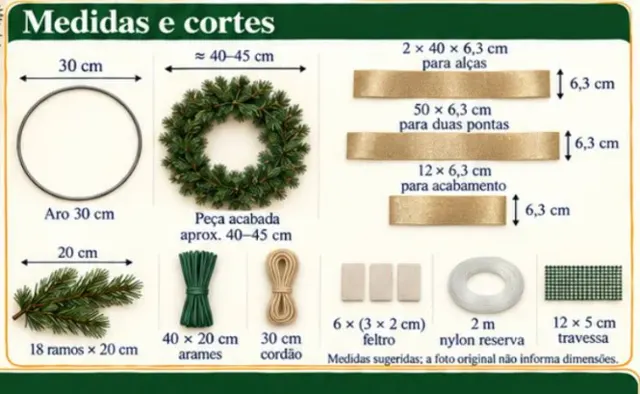 Medidas e cortes
30 cm
≈ 40–45 cm
2 × 40 × 6,3 cm
para alças
6,3 cm
50 × 6,3 cm
para duas pontas
6,3 cm
12 × 6,3 cm
para acabamento
6,3 cm
Aro 30 cm
Peça acabada
aprox. 40–45 cm
20 cm
18 ramos × 20 cm
40 × 20 cm
arames
30 cm
cordão
6 × (3 × 2 cm)
feltro
2 m
nylon reserva
12 × 5 cm
travessa
Medidas sugeridas; a foto original não informa dimensões.